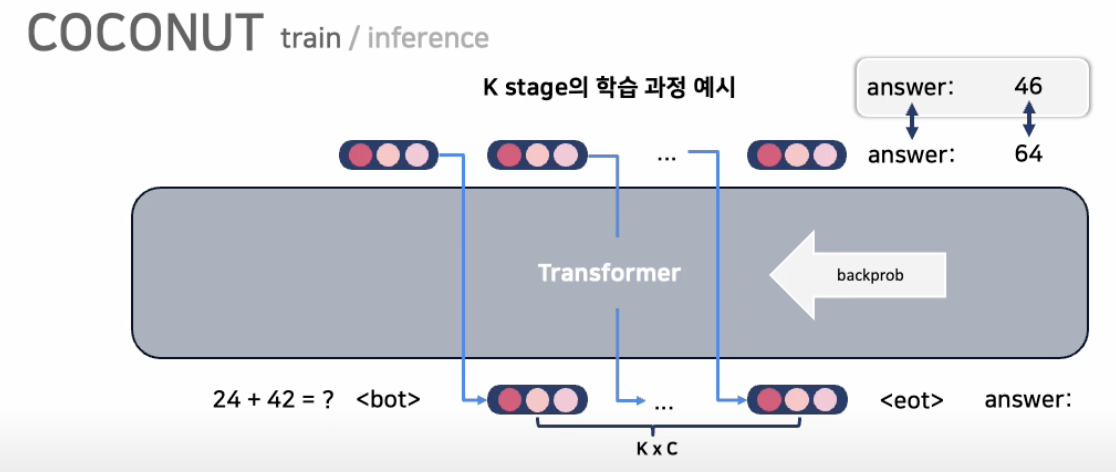 COCONUT train / inference
K stage의 학습 과정 예시
answer: 46
... answer: 64
Transformer
backprob
24 + 42 = ? <bot> ... <eot> answer:
K x C